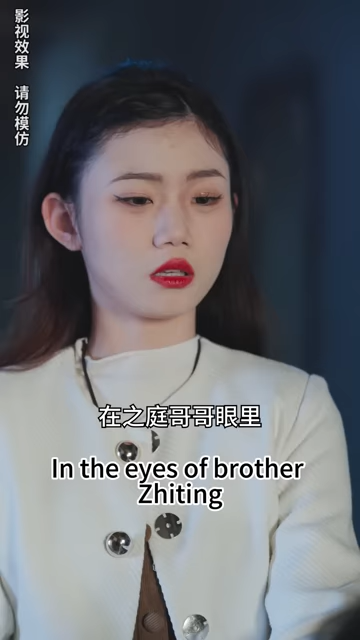 影视效果 请勿模仿
在之庭哥哥眼里
In the eyes of brother
Zhiting